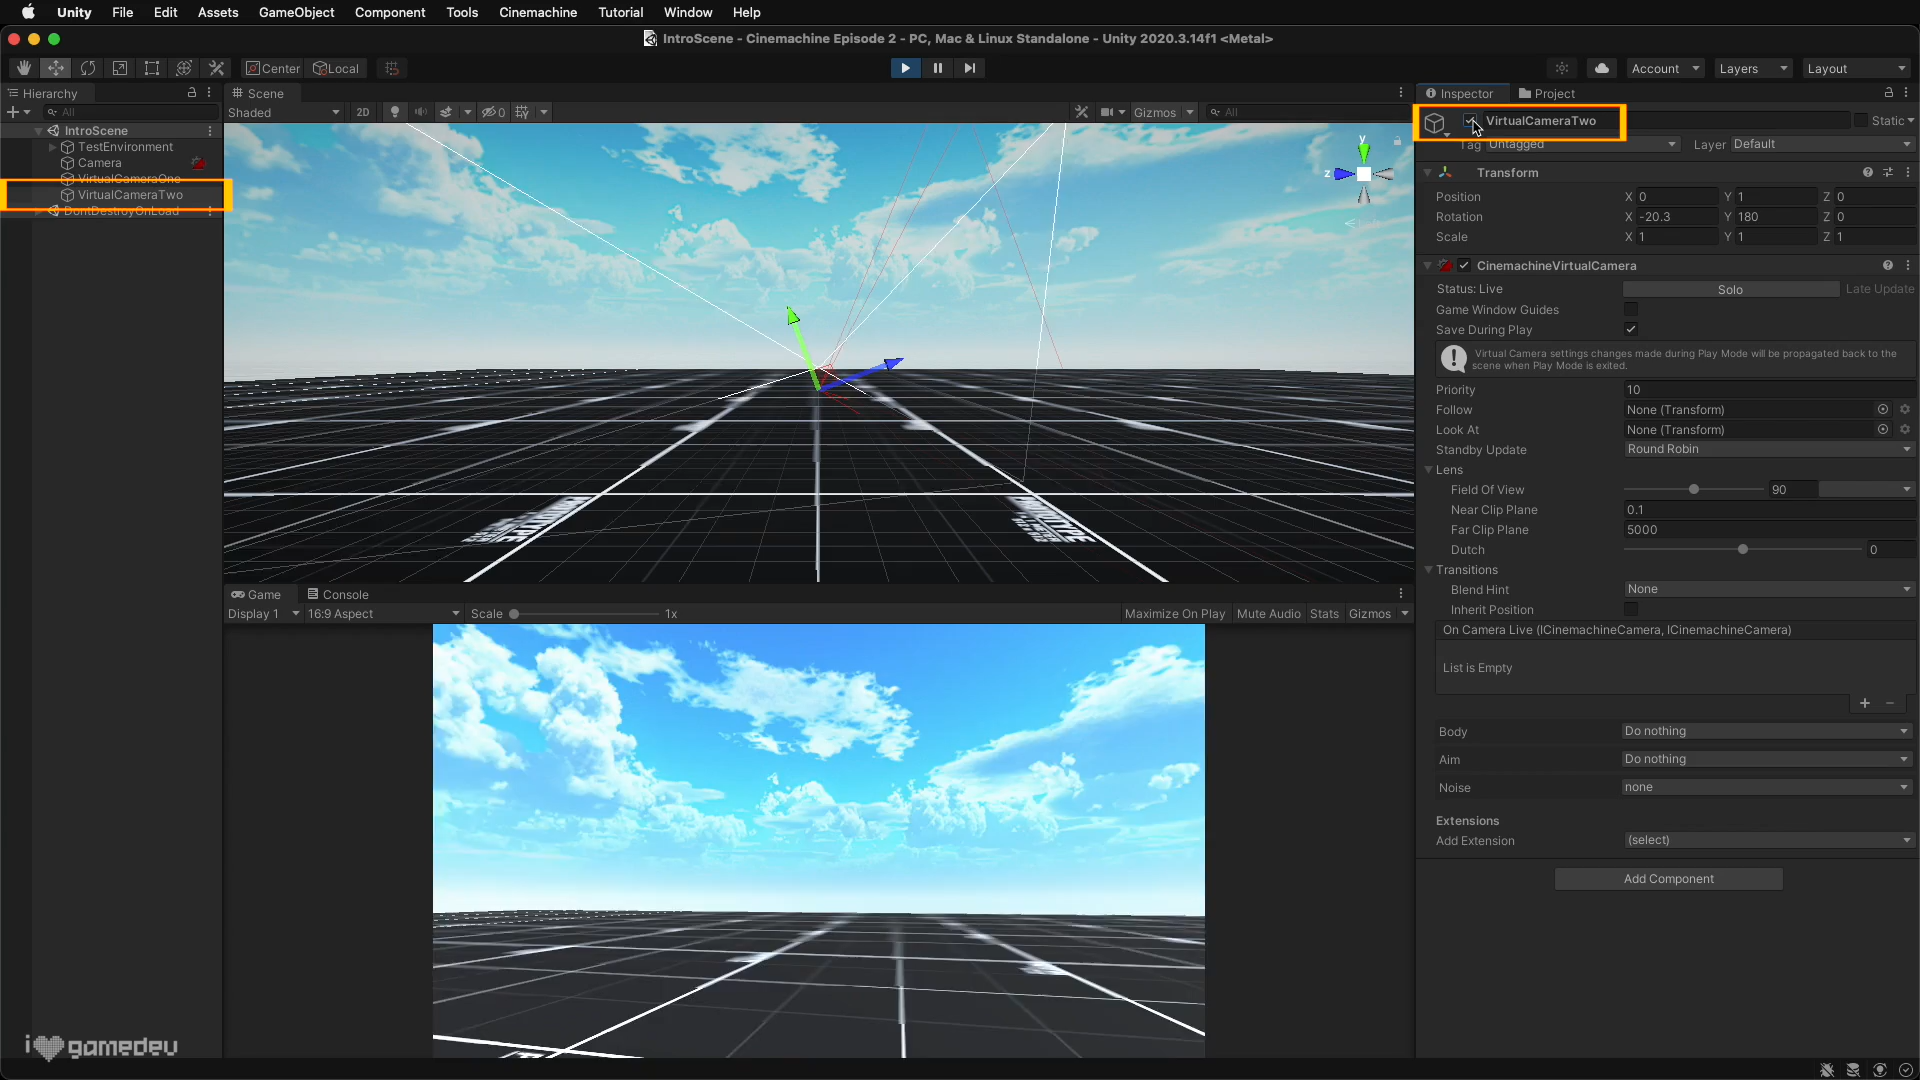 Unity File Edit Assets GameObject Component Tools Cinemachine Tutorial Window Help
IntroScene - Cinemachine Episode 2 - PC, Mac & Linux Standalone - Unity 2020.3.14f1 <Metal>
Center Local Account Layers Layout
Hierarchy
All
IntroScene
TestEnvironment
Camera
VirtualCameraOne
VirtualCameraTwo
DontDestroyOnLoad
Scene
Shaded 2D 0 Gizmos All
y
z
PROTOTYPE
Game Console
Display 1 16:9 Aspect Scale 1x Maximize On Play Mute Audio Stats Gizmos
Inspector Project
VirtualCameraTwo Static
Tag Untagged Layer Default
Transform
Position X 0 Y 1 Z 0
Rotation X -20.3 Y 180 Z 0
Scale X 1 Y 1 Z 1
CinemachineVirtualCamera
Status: Live Solo Late Update
Game Window Guides
Save During Play
Virtual Camera settings changes made during Play Mode will be propagated back to the
scene when Play Mode is exited.
Priority 10
Follow None (Transform)
Look At None (Transform)
Standby Update Round Robin
Lens
Field Of View 90
Near Clip Plane 0.1
Far Clip Plane 5000
Dutch 0
Transitions
Blend Hint None
Inherit Position
On Camera Live (ICinemachineCamera, ICinemachineCamera)
List is Empty
Body Do nothing
Aim Do nothing
Noise none
Extensions
Add Extension (select)
Add Component
i gamedev